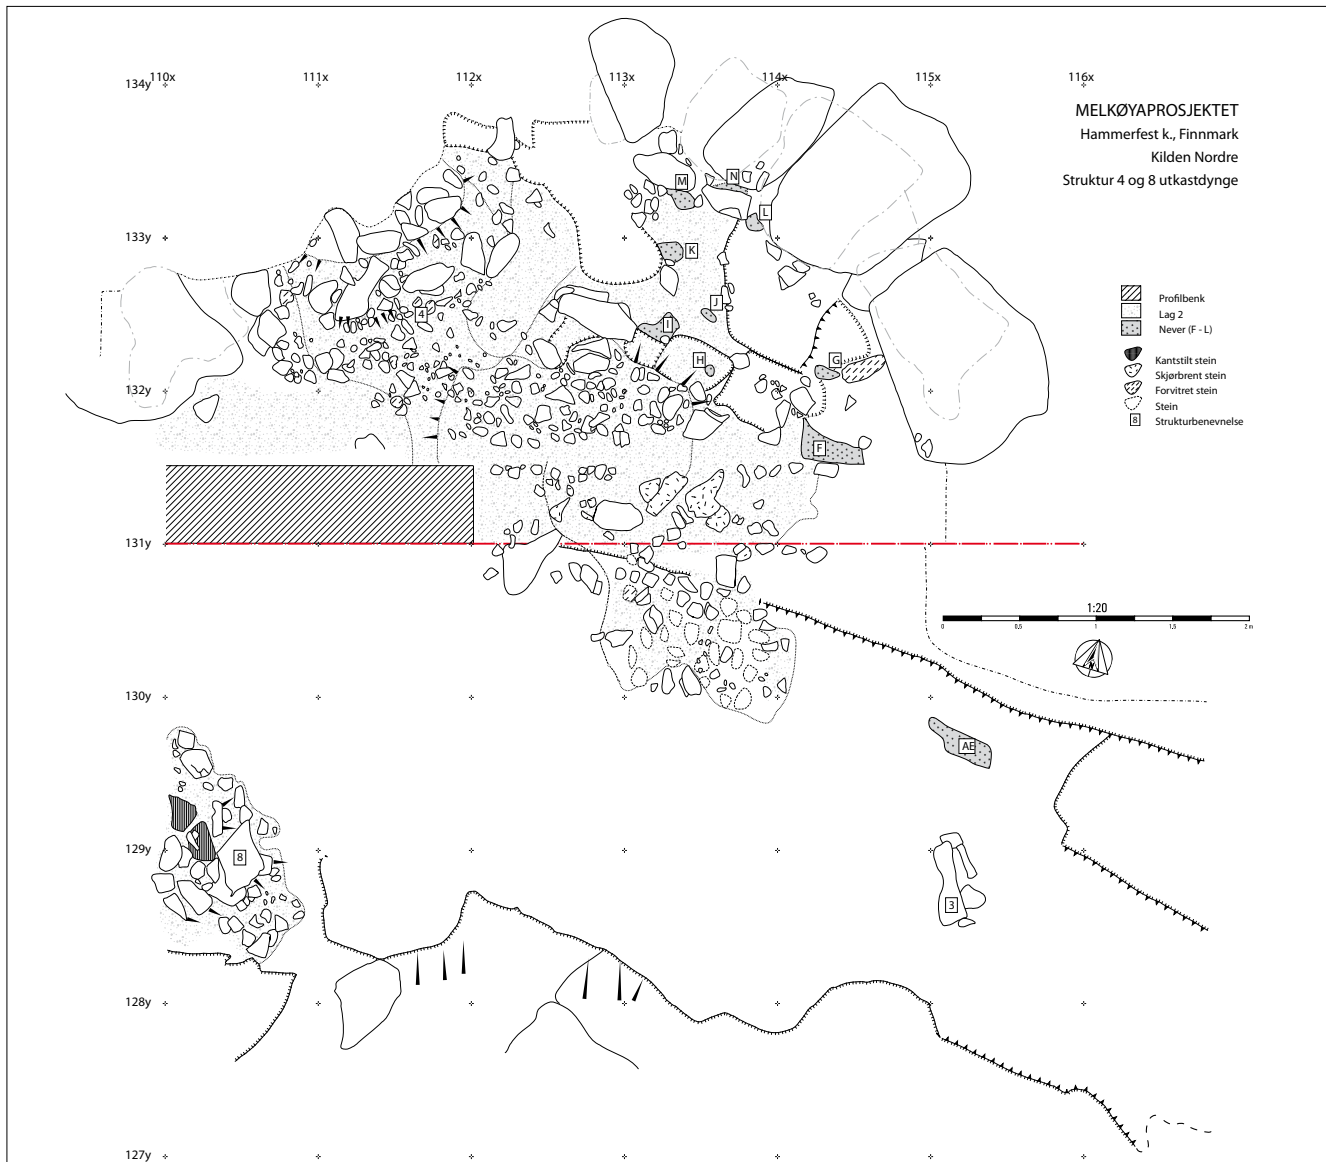 110x 111x 112x 113x 114x 115x 116x
134y
MELKØYAPROSJEKTET
Hammerfest k., Finnmark
Kilden Nordre
Struktur 4 og 8 utkastdynge
M
N
L
133y
K
Profilbenk
Lag 2
Never (F - L)
J
4
I
H
G
Kantstilt stein
Skjørbrent stein
Forvitret stein
Stein
8 Strukturbenevnelse
132y
F
131y
1:20
0 0,5 1 1,5 2 m
N
130y
AE
129y
8
3
128y
127y